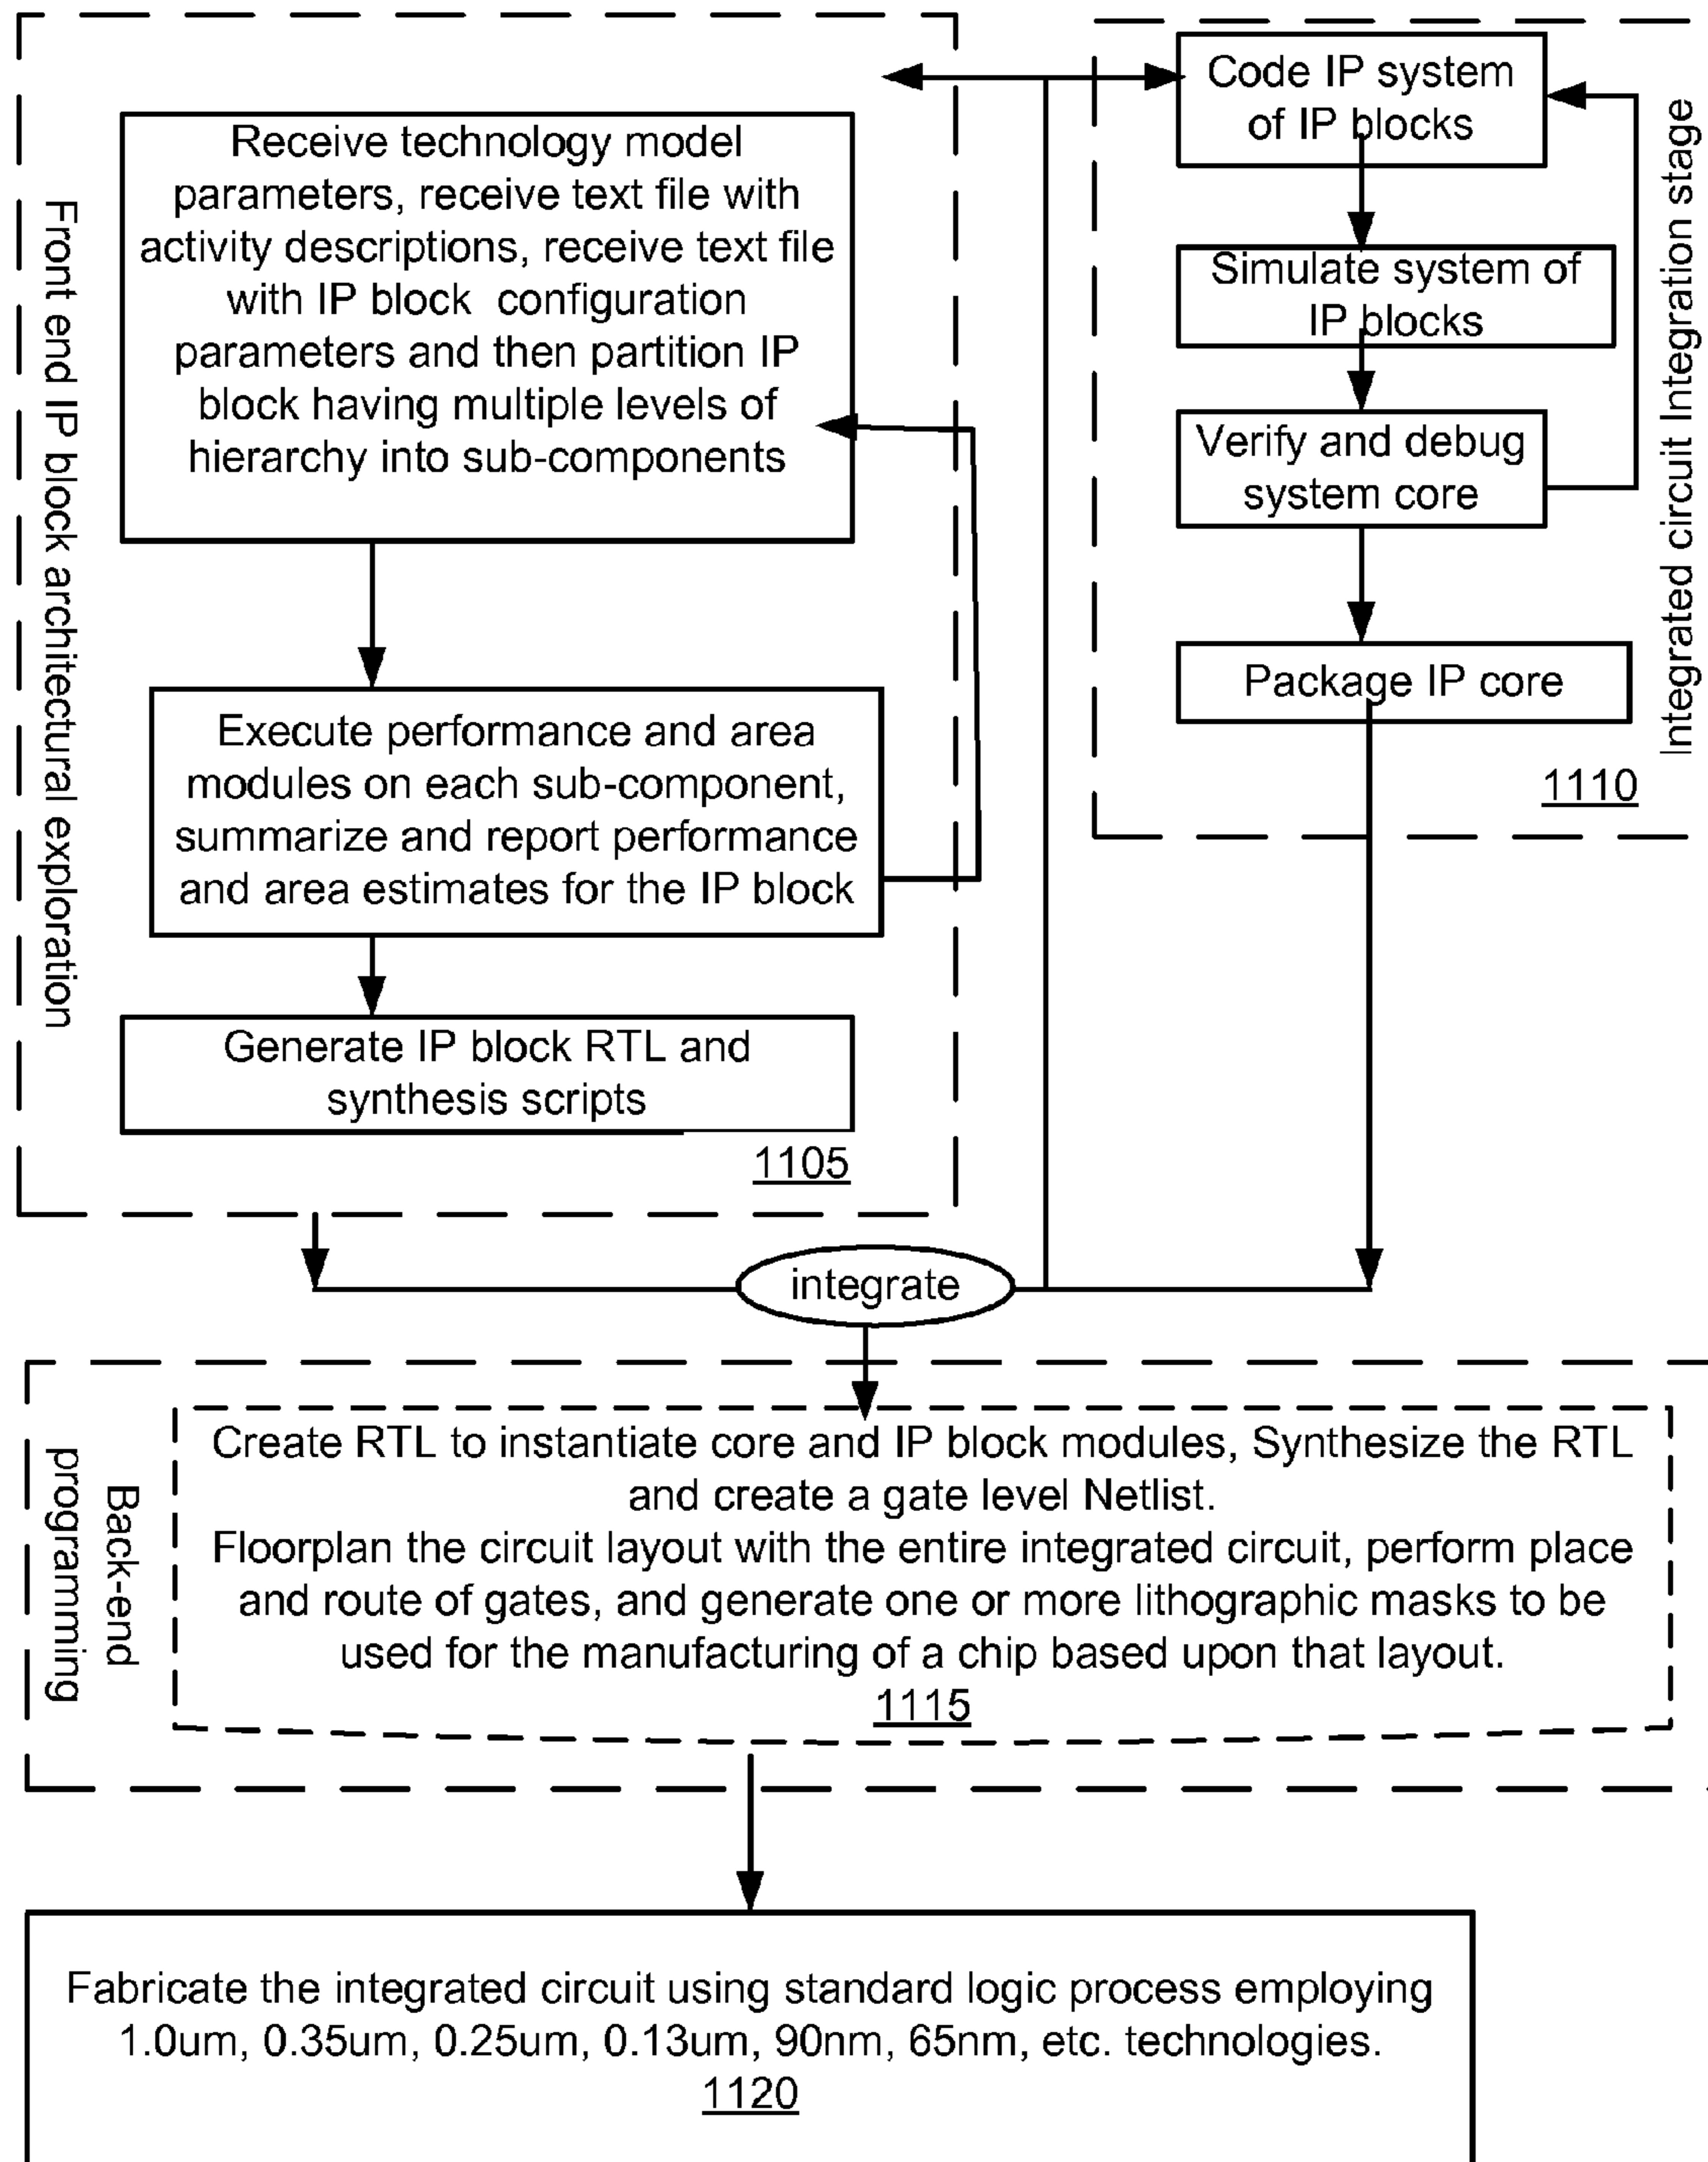 Front end IP block architectural exploration
Receive technology model
parameters, receive text file with
activity descriptions, receive text file
with IP block configuration
parameters and then partition IP
block having multiple levels of
hierarchy into sub-components
Execute performance and area
modules on each sub-component,
summarize and report performance
and area estimates for the IP block
Generate IP block RTL and
synthesis scripts
1105
Code IP system
of IP blocks
Simulate system of
IP blocks
Verify and debug
system core
Package IP core
1110
Integrated circuit Integration stage
integrate
Back-end
programming
Create RTL to instantiate core and IP block modules, Synthesize the RTL
and create a gate level Netlist.
Floorplan the circuit layout with the entire integrated circuit, perform place
and route of gates, and generate one or more lithographic masks to be
used for the manufacturing of a chip based upon that layout.
1115
Fabricate the integrated circuit using standard logic process employing
1.0um, 0.35um, 0.25um, 0.13um, 90nm, 65nm, etc. technologies.
1120